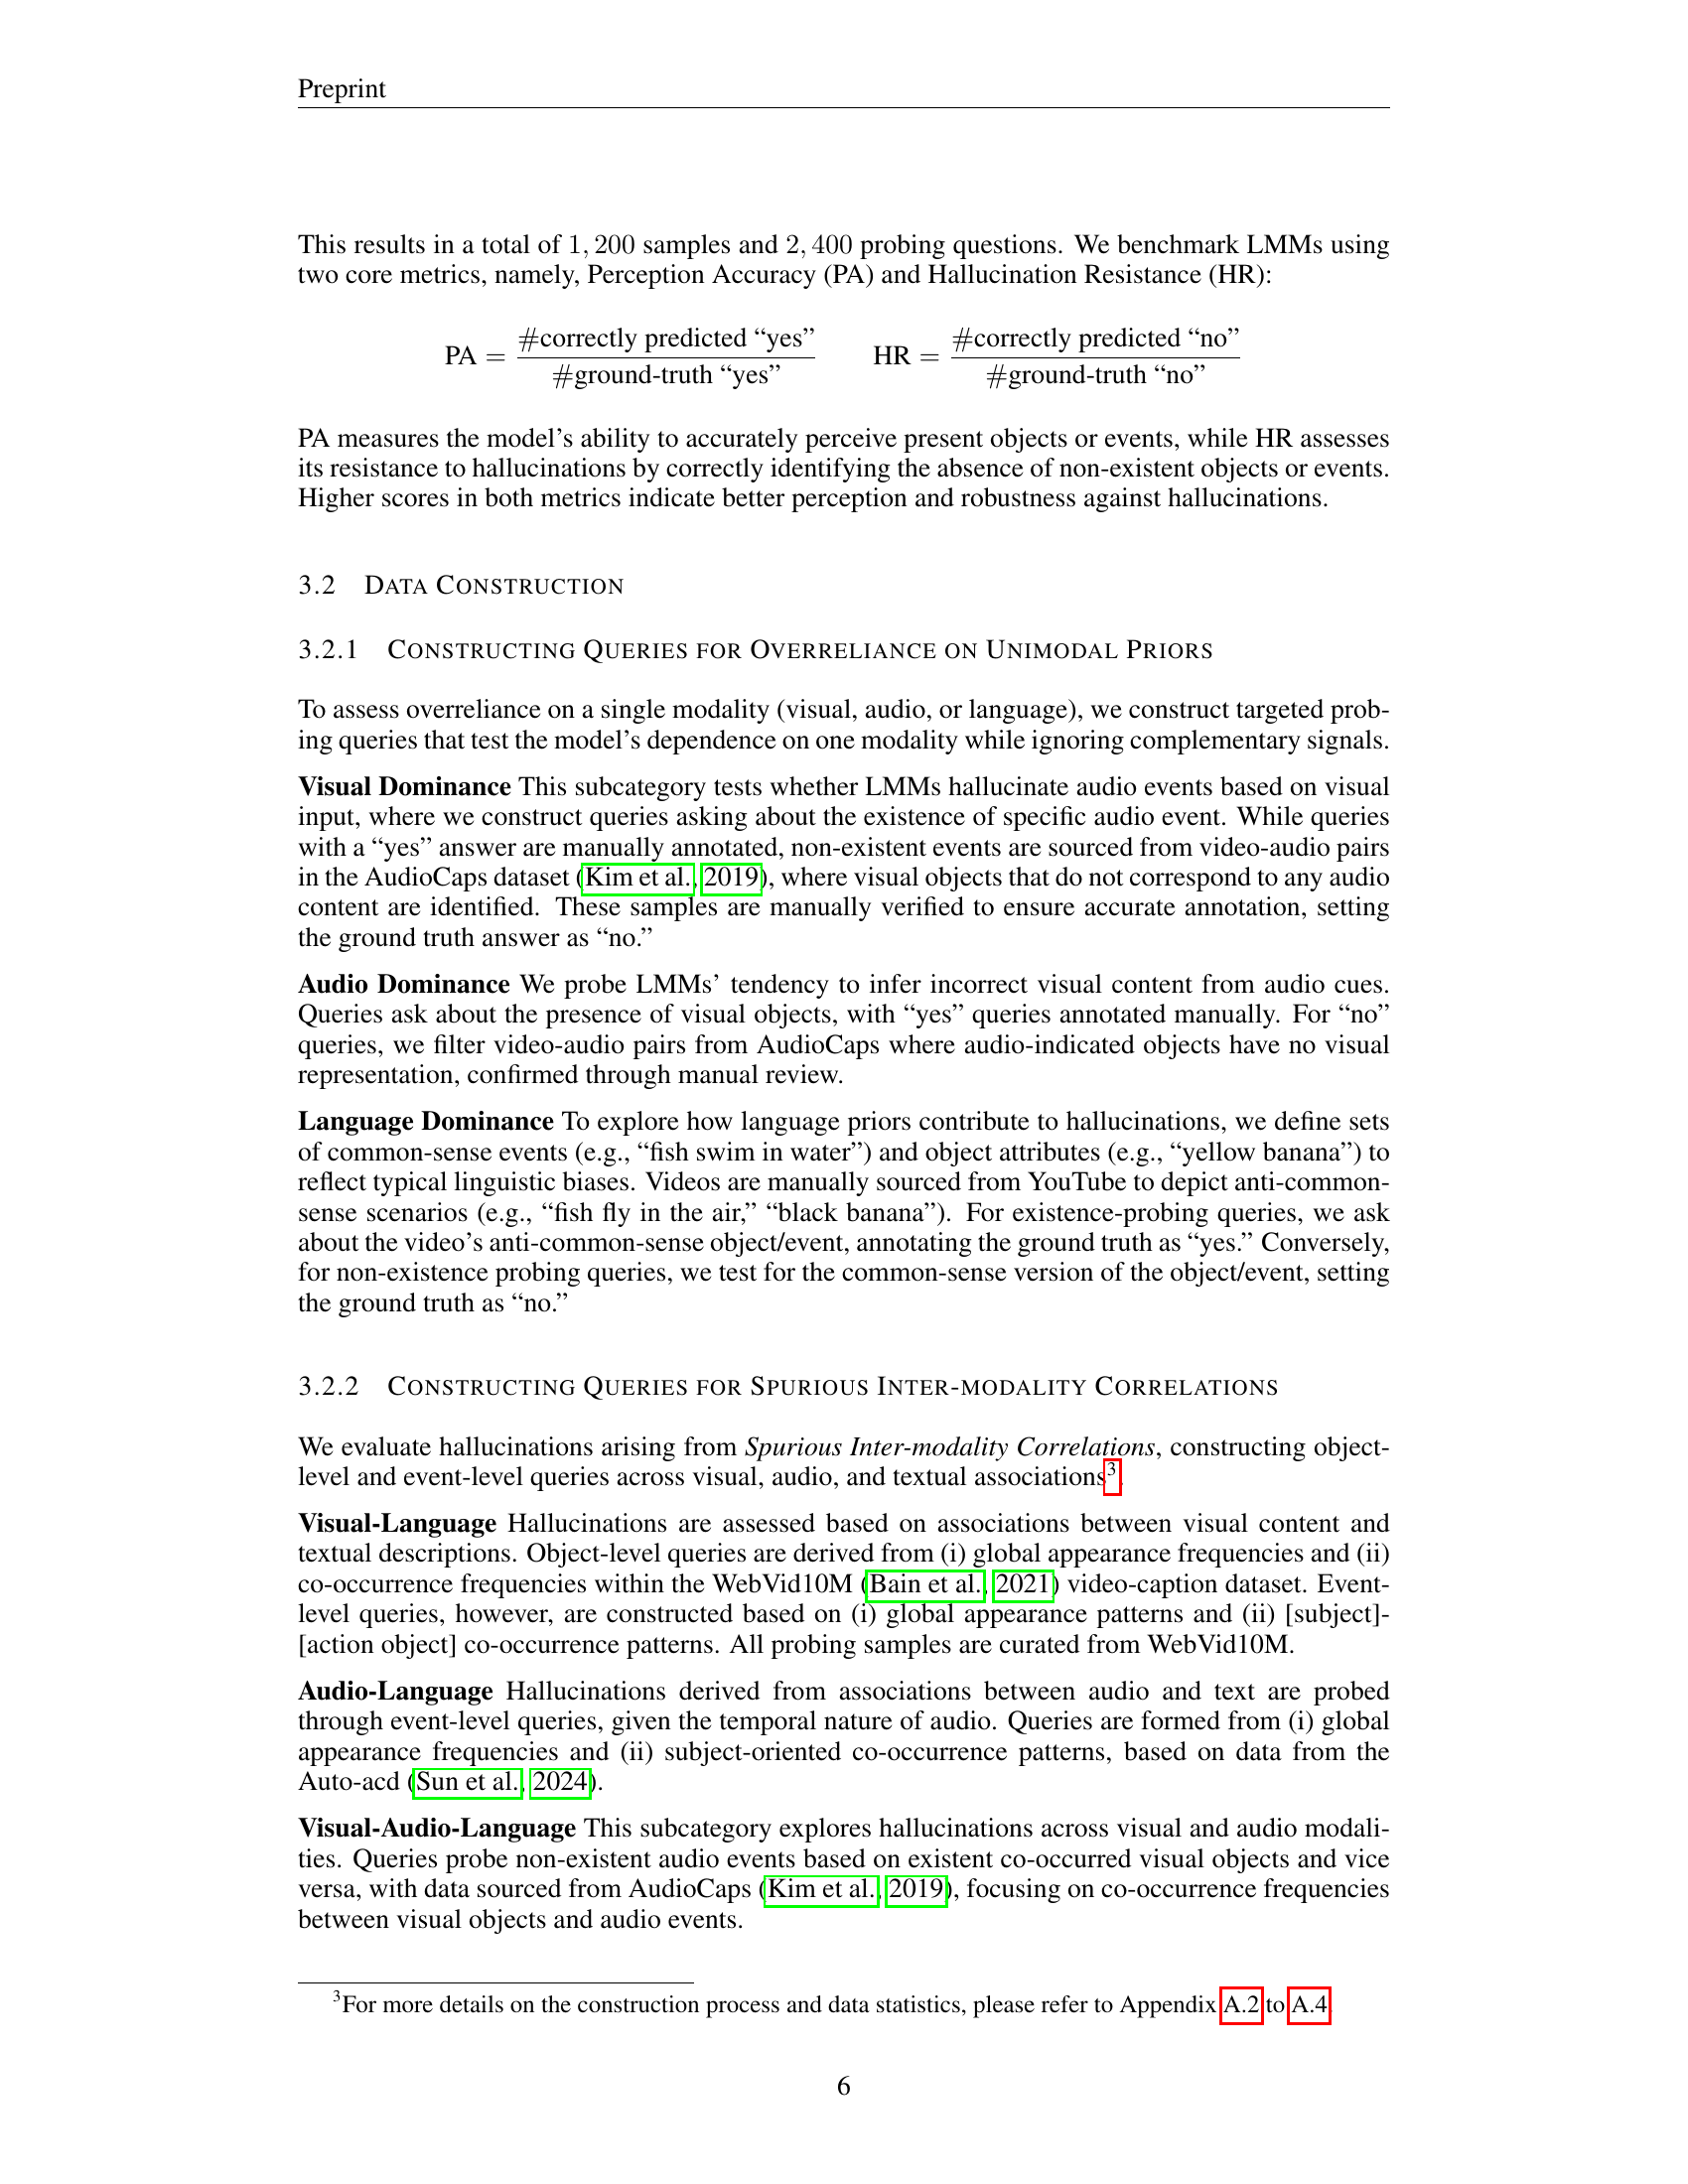 Preprint
This results in a total of 1, 200 samples and 2, 400 probing questions. We benchmark LMMs using
two core metrics, namely, Perception Accuracy (PA) and Hallucination Resistance (HR):
PA = #correctly predicted “yes” / #ground-truth “yes” HR = #correctly predicted “no” / #ground-truth “no”
PA measures the model’s ability to accurately perceive present objects or events, while HR assesses
its resistance to hallucinations by correctly identifying the absence of non-existent objects or events.
Higher scores in both metrics indicate better perception and robustness against hallucinations.
3.2 DATA CONSTRUCTION
3.2.1 CONSTRUCTING QUERIES FOR OVERRELIANCE ON UNIMODAL PRIORS
To assess overreliance on a single modality (visual, audio, or language), we construct targeted prob-
ing queries that test the model’s dependence on one modality while ignoring complementary signals.
Visual Dominance This subcategory tests whether LMMs hallucinate audio events based on visual
input, where we construct queries asking about the existence of specific audio event. While queries
with a “yes” answer are manually annotated, non-existent events are sourced from video-audio pairs
in the AudioCaps dataset (Kim et al., 2019), where visual objects that do not correspond to any audio
content are identified. These samples are manually verified to ensure accurate annotation, setting
the ground truth answer as “no.”
Audio Dominance We probe LMMs’ tendency to infer incorrect visual content from audio cues.
Queries ask about the presence of visual objects, with “yes” queries annotated manually. For “no”
queries, we filter video-audio pairs from AudioCaps where audio-indicated objects have no visual
representation, confirmed through manual review.
Language Dominance To explore how language priors contribute to hallucinations, we define sets
of common-sense events (e.g., “fish swim in water”) and object attributes (e.g., “yellow banana”) to
reflect typical linguistic biases. Videos are manually sourced from YouTube to depict anti-common-
sense scenarios (e.g., “fish fly in the air,” “black banana”). For existence-probing queries, we ask
about the video’s anti-common-sense object/event, annotating the ground truth as “yes.” Conversely,
for non-existence probing queries, we test for the common-sense version of the object/event, setting
the ground truth as “no.”
3.2.2 CONSTRUCTING QUERIES FOR SPURIOUS INTER-MODALITY CORRELATIONS
We evaluate hallucinations arising from Spurious Inter-modality Correlations, constructing object-
level and event-level queries across visual, audio, and textual associations3.
Visual-Language Hallucinations are assessed based on associations between visual content and
textual descriptions. Object-level queries are derived from (i) global appearance frequencies and (ii)
co-occurrence frequencies within the WebVid10M (Bain et al., 2021) video-caption dataset. Event-
level queries, however, are constructed based on (i) global appearance patterns and (ii) [subject]-
[action object] co-occurrence patterns. All probing samples are curated from WebVid10M.
Audio-Language Hallucinations derived from associations between audio and text are probed
through event-level queries, given the temporal nature of audio. Queries are formed from (i) global
appearance frequencies and (ii) subject-oriented co-occurrence patterns, based on data from the
Auto-acd (Sun et al., 2024).
Visual-Audio-Language This subcategory explores hallucinations across visual and audio modali-
ties. Queries probe non-existent audio events based on existent co-occurred visual objects and vice
versa, with data sourced from AudioCaps (Kim et al., 2019), focusing on co-occurrence frequencies
between visual objects and audio events.
3For more details on the construction process and data statistics, please refer to Appendix A.2 to A.4.
6